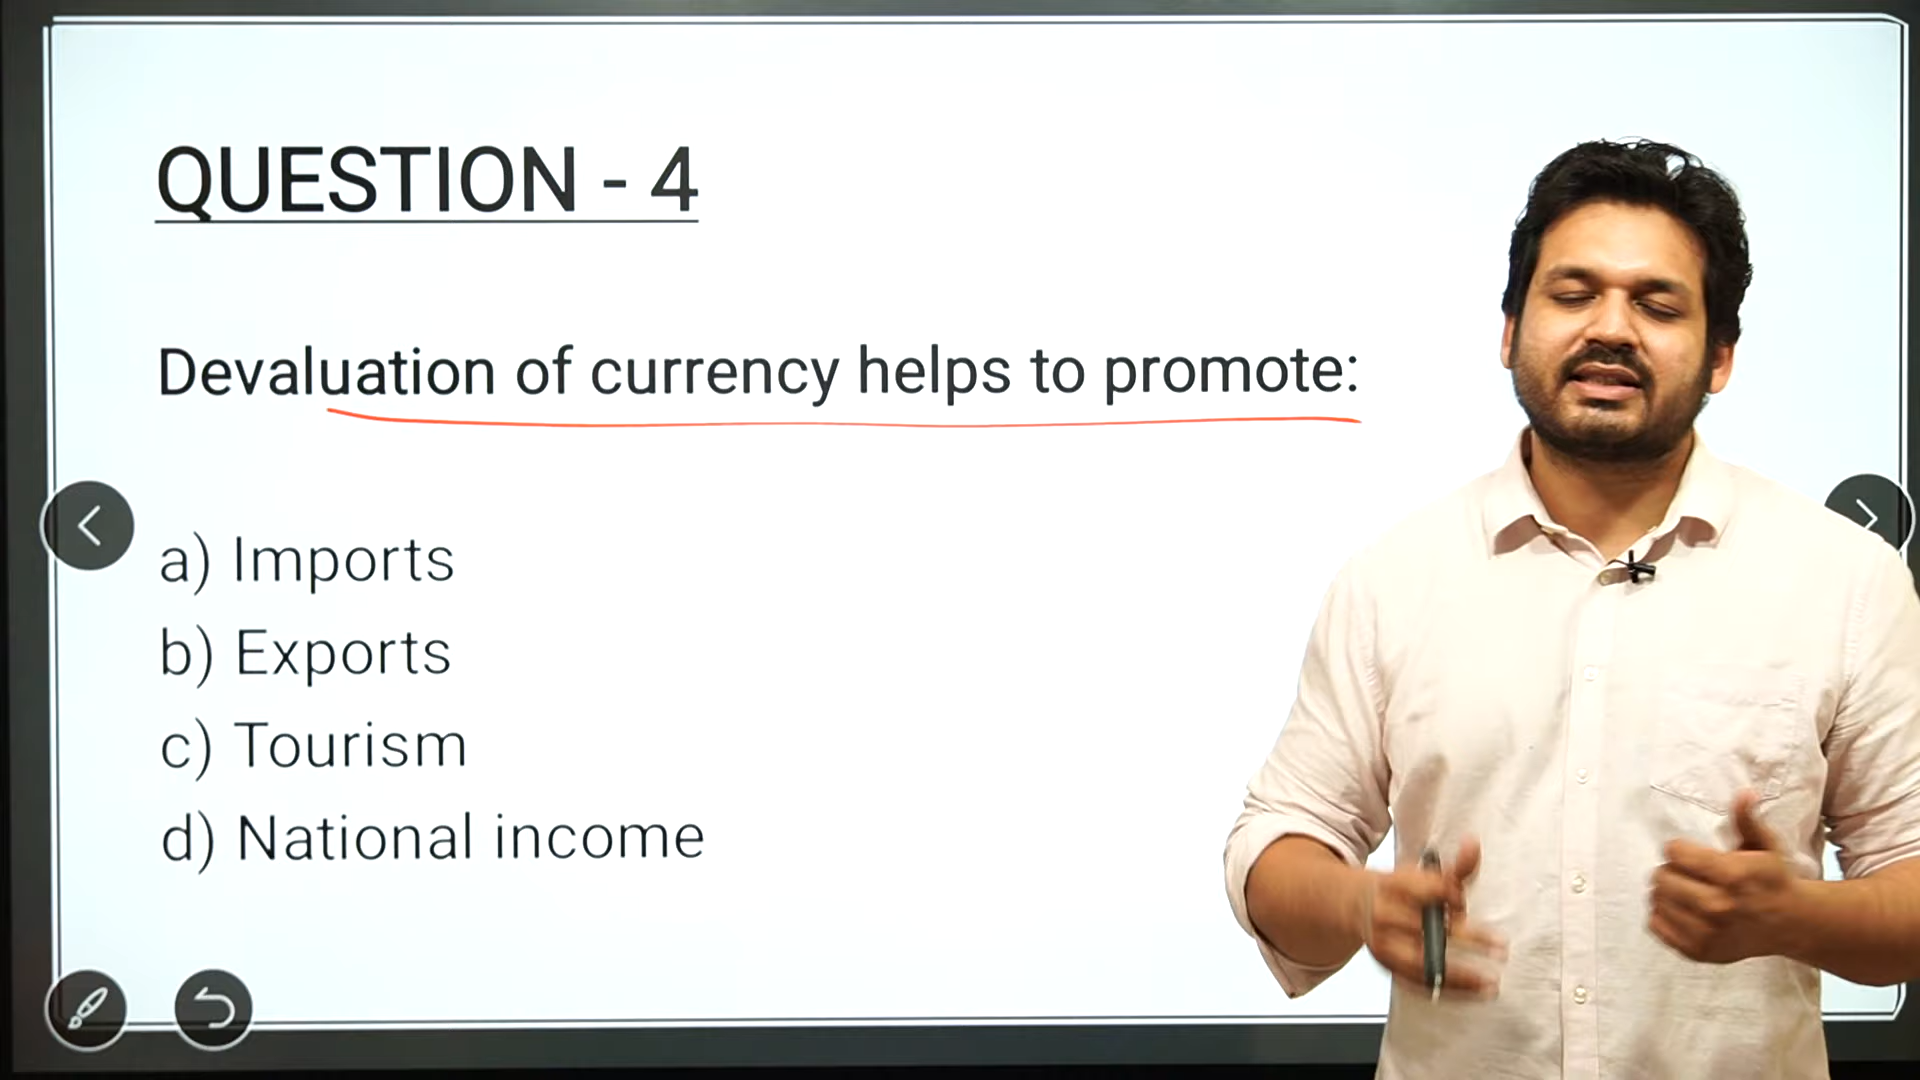 QUESTION - 4
Devaluation of currency helps to promote:
a) Imports
b) Exports
c) Tourism
d) National income